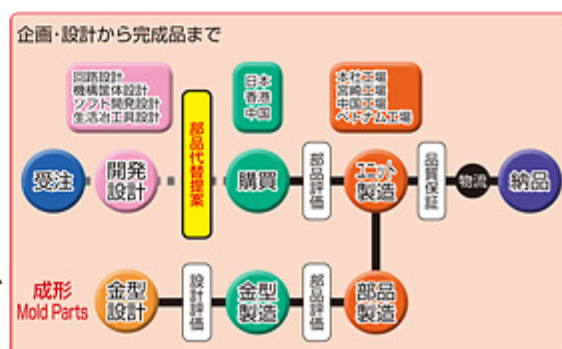 企画・設計から完成品まで
回路設計
機構筐体設計
ソフト開発設計
生活冶工具設計
日本
香港
中国
本社工場
宮崎工場
中国工場
ベトナム工場
受注
開発
設計
部品代替提案
購買
部品評価
ユニット
製造
品質保証
物流
納品
成形
Mold Parts
金型
設計
設計評価
金型
製造
部品評価
部品
製造